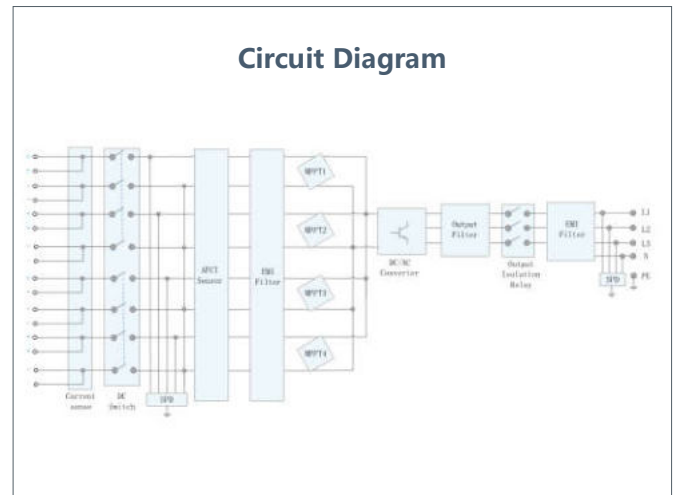 Circuit Diagram
MPPT1
MPPT2
MPPT3
MPPT4
AFCI
Sensor
EMI
Filter
DC/AC
Converter
Output
Filter
Output
Isolation
Relay
EMI
Filter
L1
L2
L3
N
PE
SPD
Current
sense
DC
Switch
SPD